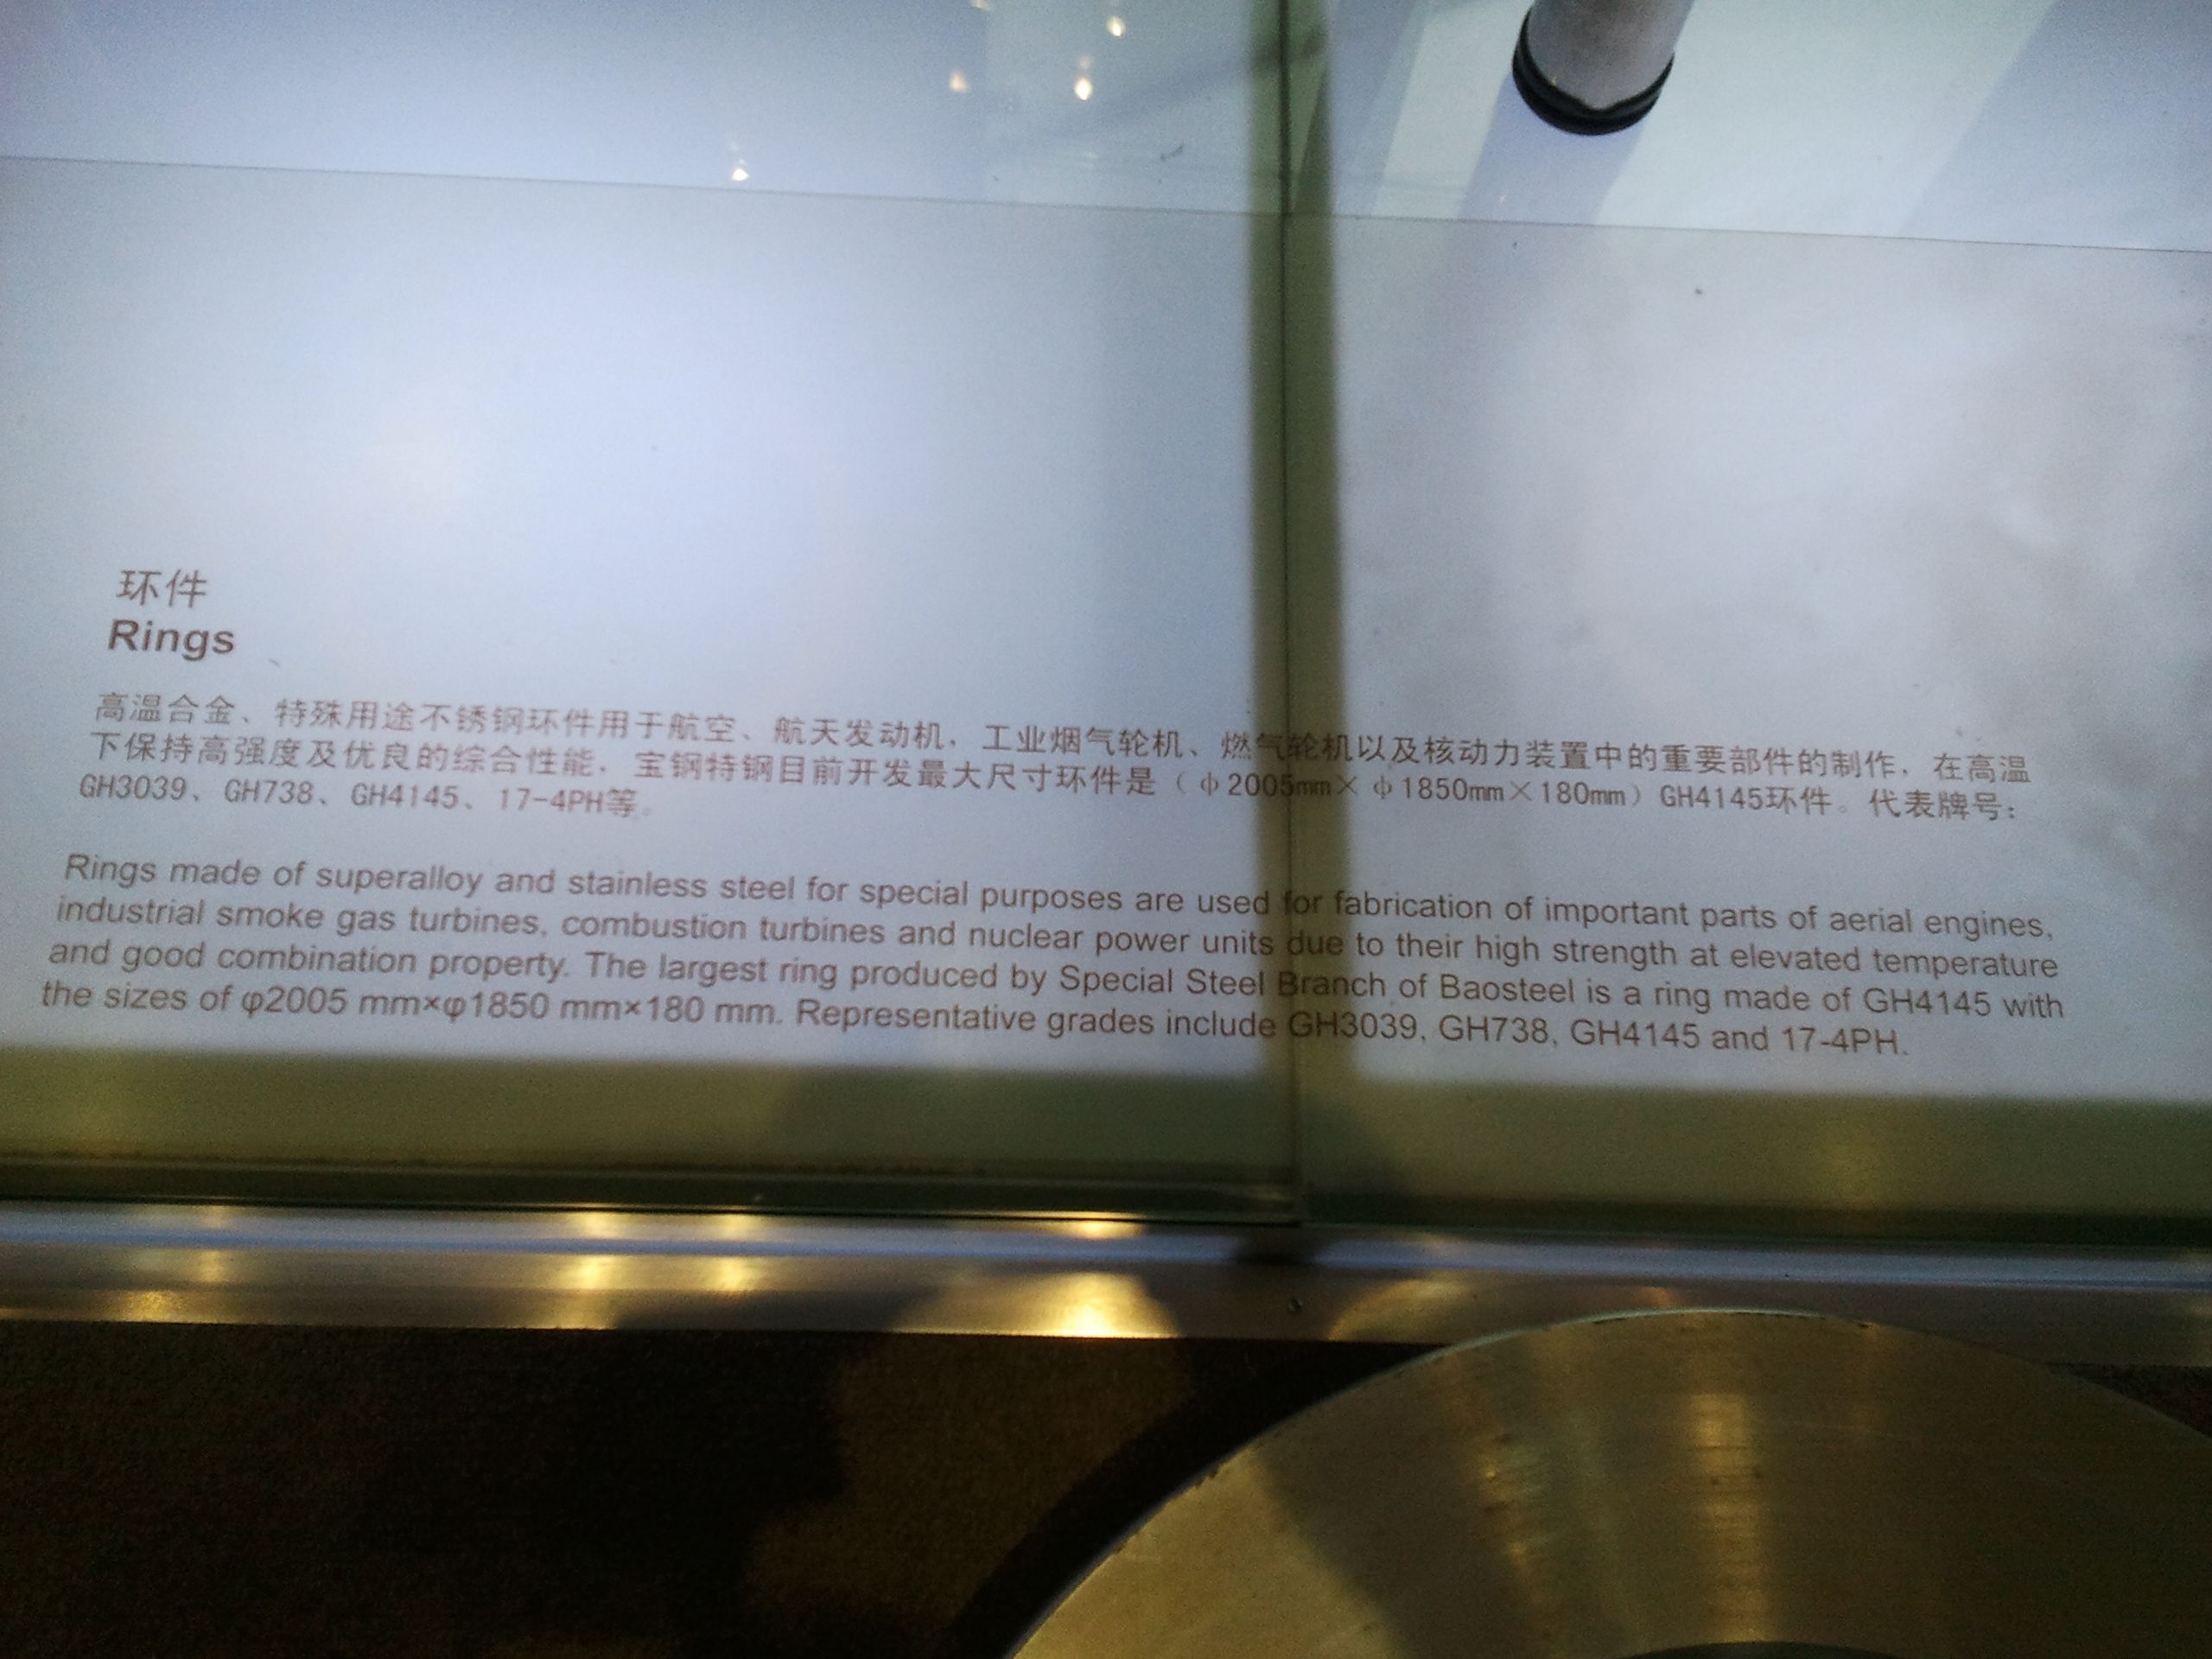 环件
Rings
高温合金、特殊用途不锈钢环件用于航空、航天发动机，工业烟气轮机、燃气轮机以及核动力装置中的重要部件的制作，在高温
下保持高强度及优良的综合性能．宝钢特钢目前开发最大尺寸环件是（φ2005mm×φ1850mm×180mm）GH4145环件。代表牌号：
GH3039、GH738、GH4145、17-4PH等。
Rings made of superalloy and stainless steel for special purposes are used for fabrication of important parts of aerial engines,
industrial smoke gas turbines, combustion turbines and nuclear power units due to their high strength at elevated temperature
and good combination property. The largest ring produced by Special Steel Branch of Baosteel is a ring made of GH4145 with
the sizes of φ2005 mm×φ1850 mm×180 mm. Representative grades include GH3039, GH738, GH4145 and 17-4PH.